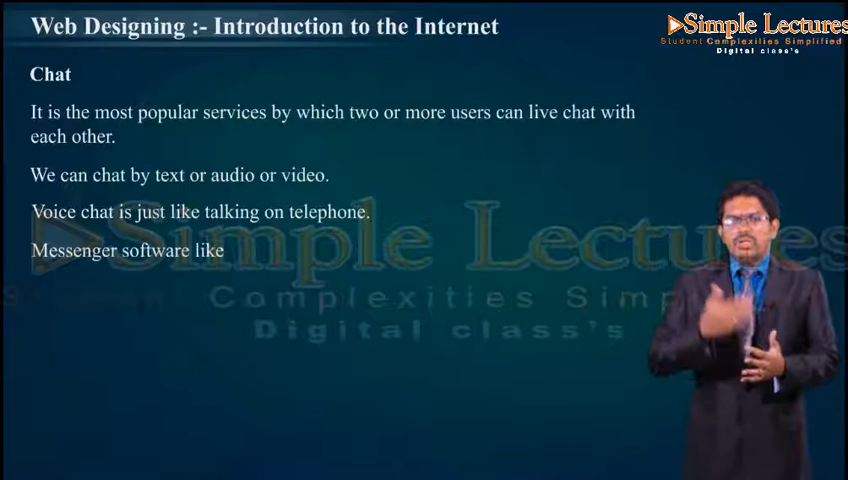 Web Designing :- Introduction to the Internet
Simple Lectures
Student Complexities Simplified
Digital class's
Chat
It is the most popular services by which two or more users can live chat with
each other.
We can chat by text or audio or video.
Voice chat is just like talking on telephone.
Messenger software like
Simple Lectures
Student Complexities Simp
Digital class's